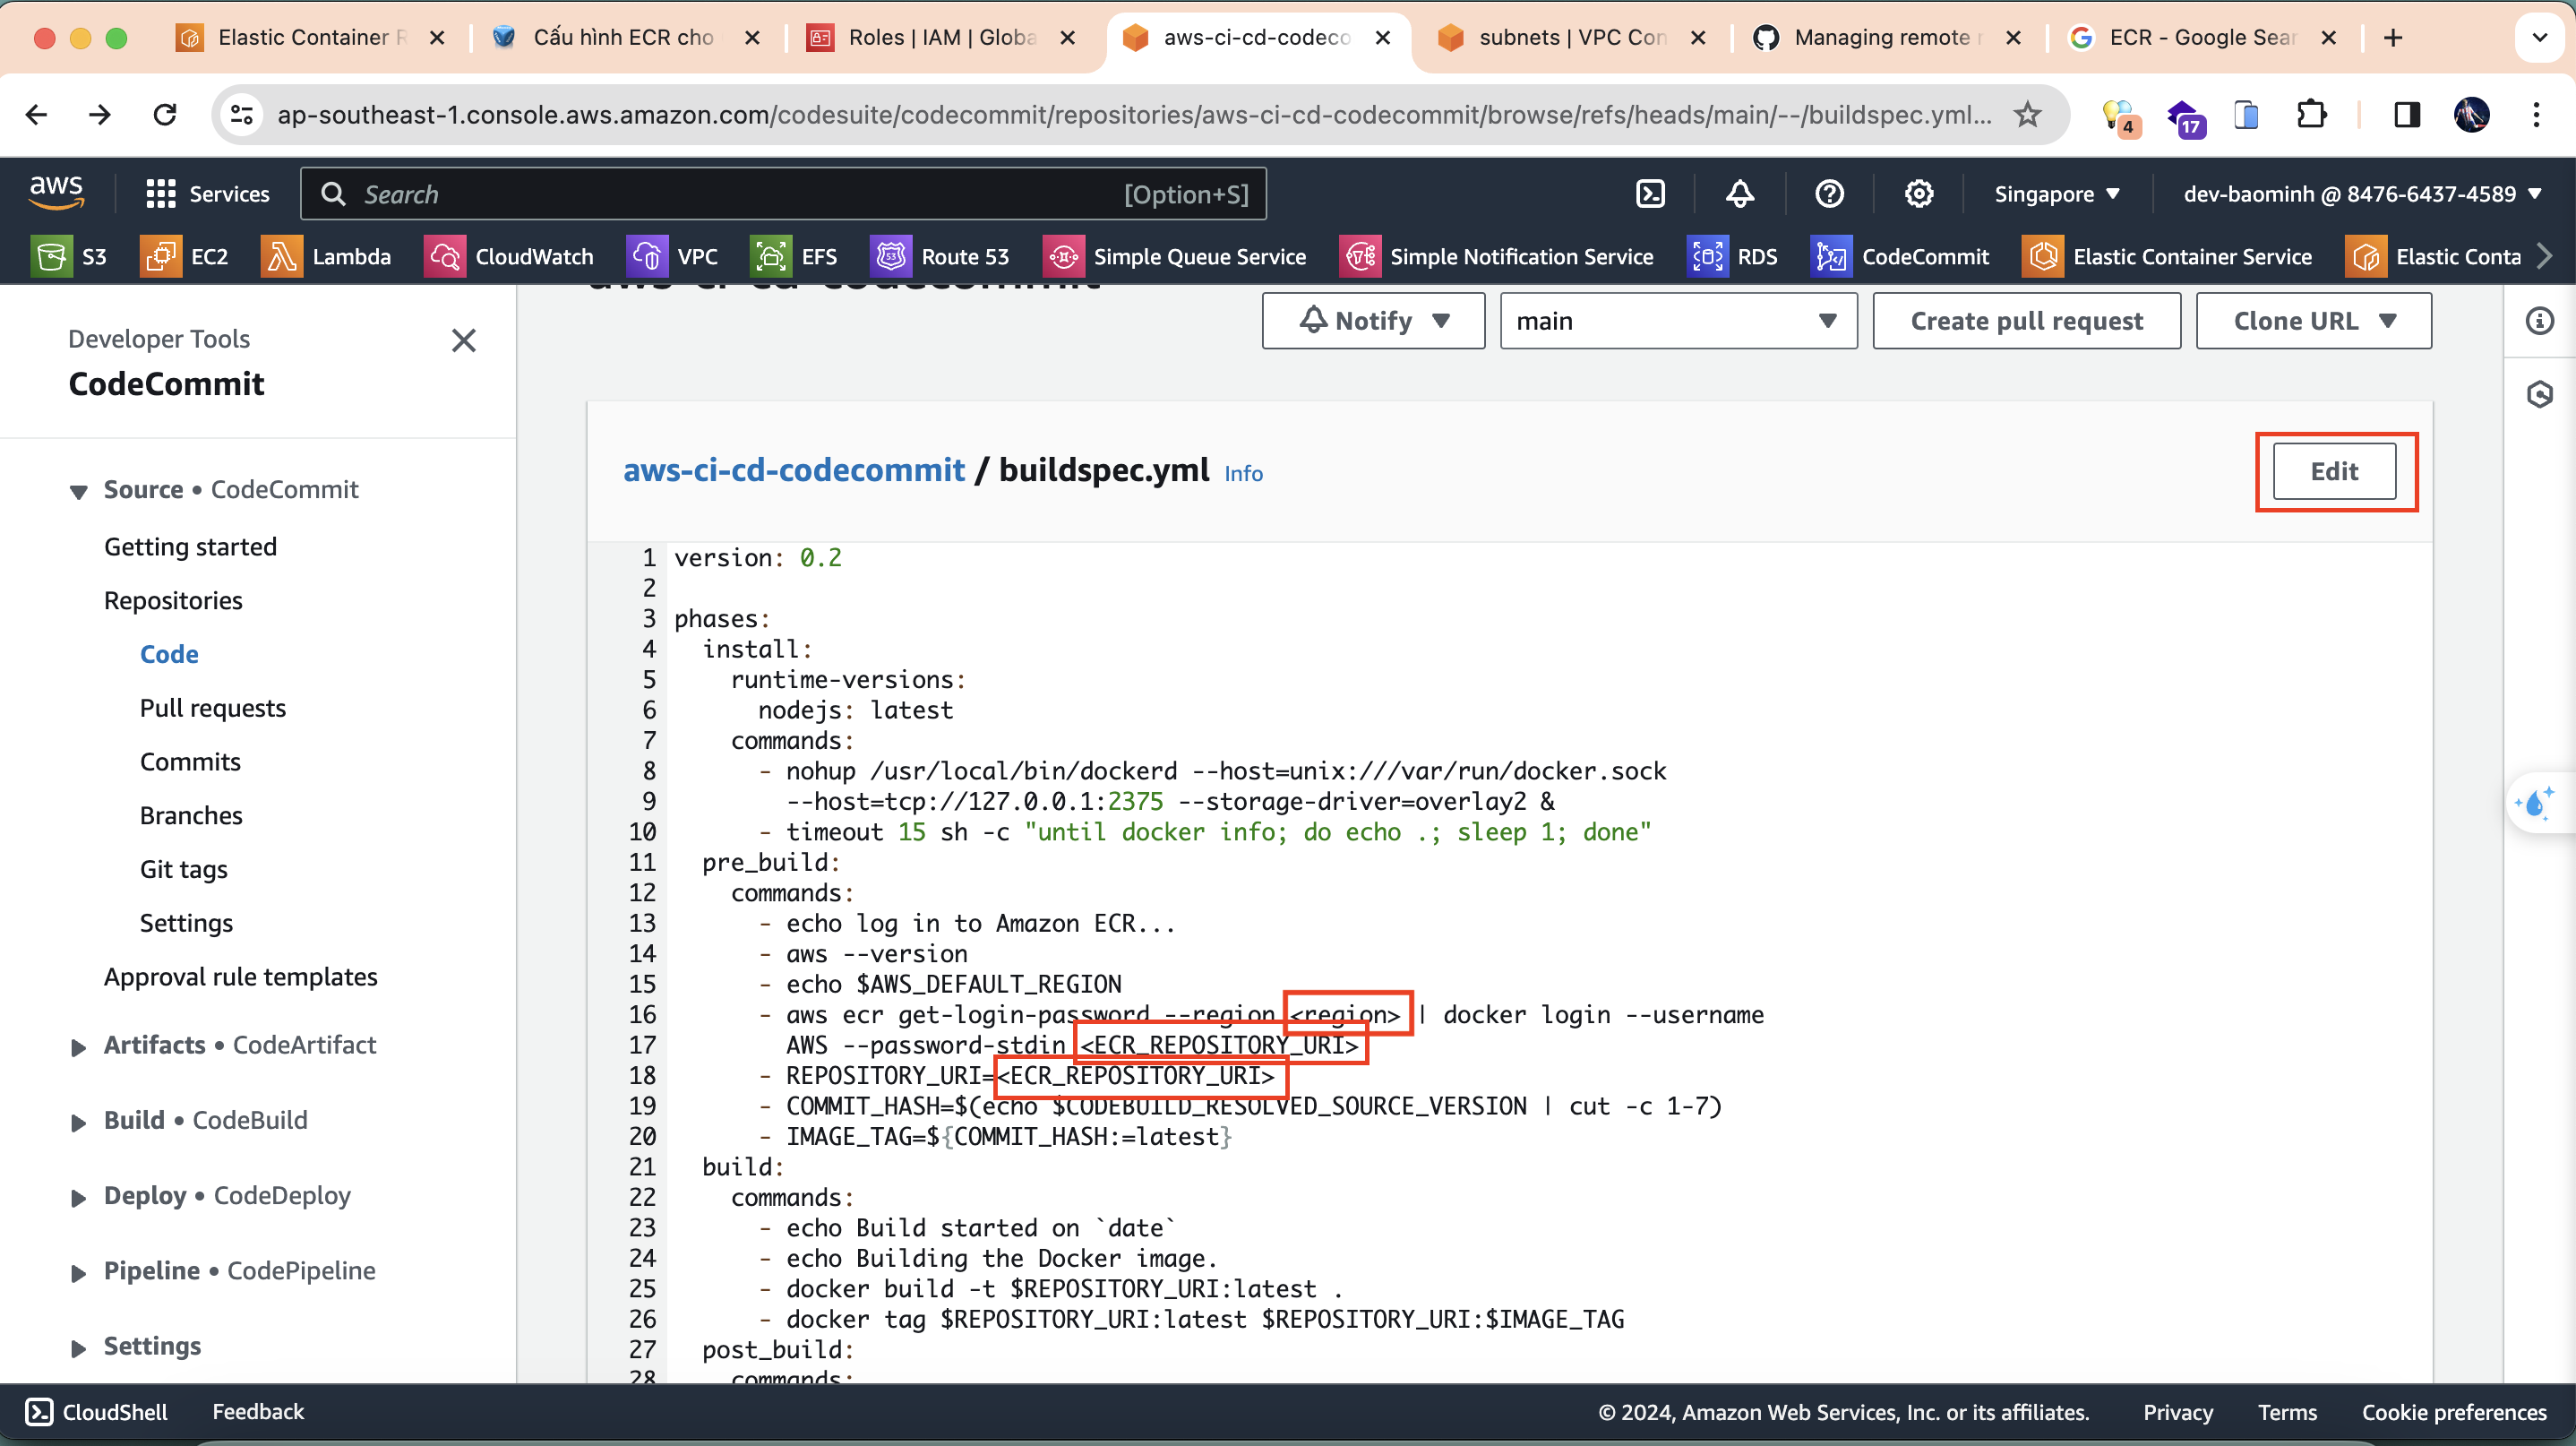 Elastic Container R
Cấu hình ECR cho
Roles | IAM | Globa
aws-ci-cd-codeco
subnets | VPC Con
Managing remote r
ECR - Google Sear
ap-southeast-1.console.aws.amazon.com/codesuite/codecommit/repositories/aws-ci-cd-codecommit/browse/refs/heads/main/--/buildspec.yml...
4
17
aws
Services
Search
[Option+S]
Singapore
dev-baominh @ 8476-6437-4589
S3
EC2
Lambda
CloudWatch
VPC
EFS
Route 53
Simple Queue Service
Simple Notification Service
RDS
CodeCommit
Elastic Container Service
Elastic Conta
Developer Tools
CodeCommit
Source • CodeCommit
Getting started
Repositories
Code
Pull requests
Commits
Branches
Git tags
Settings
Approval rule templates
Artifacts • CodeArtifact
Build • CodeBuild
Deploy • CodeDeploy
Pipeline • CodePipeline
Settings
aws-ci-cd-codecommit
Notify
main
Create pull request
Clone URL
aws-ci-cd-codecommit / buildspec.yml Info
Edit
1 version: 0.2
2
3 phases:
4 install:
5 runtime-versions:
6 nodejs: latest
7 commands:
8 - nohup /usr/local/bin/dockerd --host=unix:///var/run/docker.sock
9 --host=tcp://127.0.0.1:2375 --storage-driver=overlay2 &
10 - timeout 15 sh -c "until docker info; do echo .; sleep 1; done"
11 pre_build:
12 commands:
13 - echo log in to Amazon ECR...
14 - aws --version
15 - echo $AWS_DEFAULT_REGION
16 - aws ecr get-login-password --region <region> | docker login --username
17 AWS --password-stdin <ECR_REPOSITORY_URI>
18 - REPOSITORY_URI=<ECR_REPOSITORY_URI>
19 - COMMIT_HASH=$(echo $CODEBUILD_RESOLVED_SOURCE_VERSION | cut -c 1-7)
20 - IMAGE_TAG=${COMMIT_HASH:=latest}
21 build:
22 commands:
23 - echo Build started on `date`
24 - echo Building the Docker image.
25 - docker build -t $REPOSITORY_URI:latest .
26 - docker tag $REPOSITORY_URI:latest $REPOSITORY_URI:$IMAGE_TAG
27 post_build:
28 commands:
CloudShell
Feedback
© 2024, Amazon Web Services, Inc. or its affiliates.
Privacy
Terms
Cookie preferences